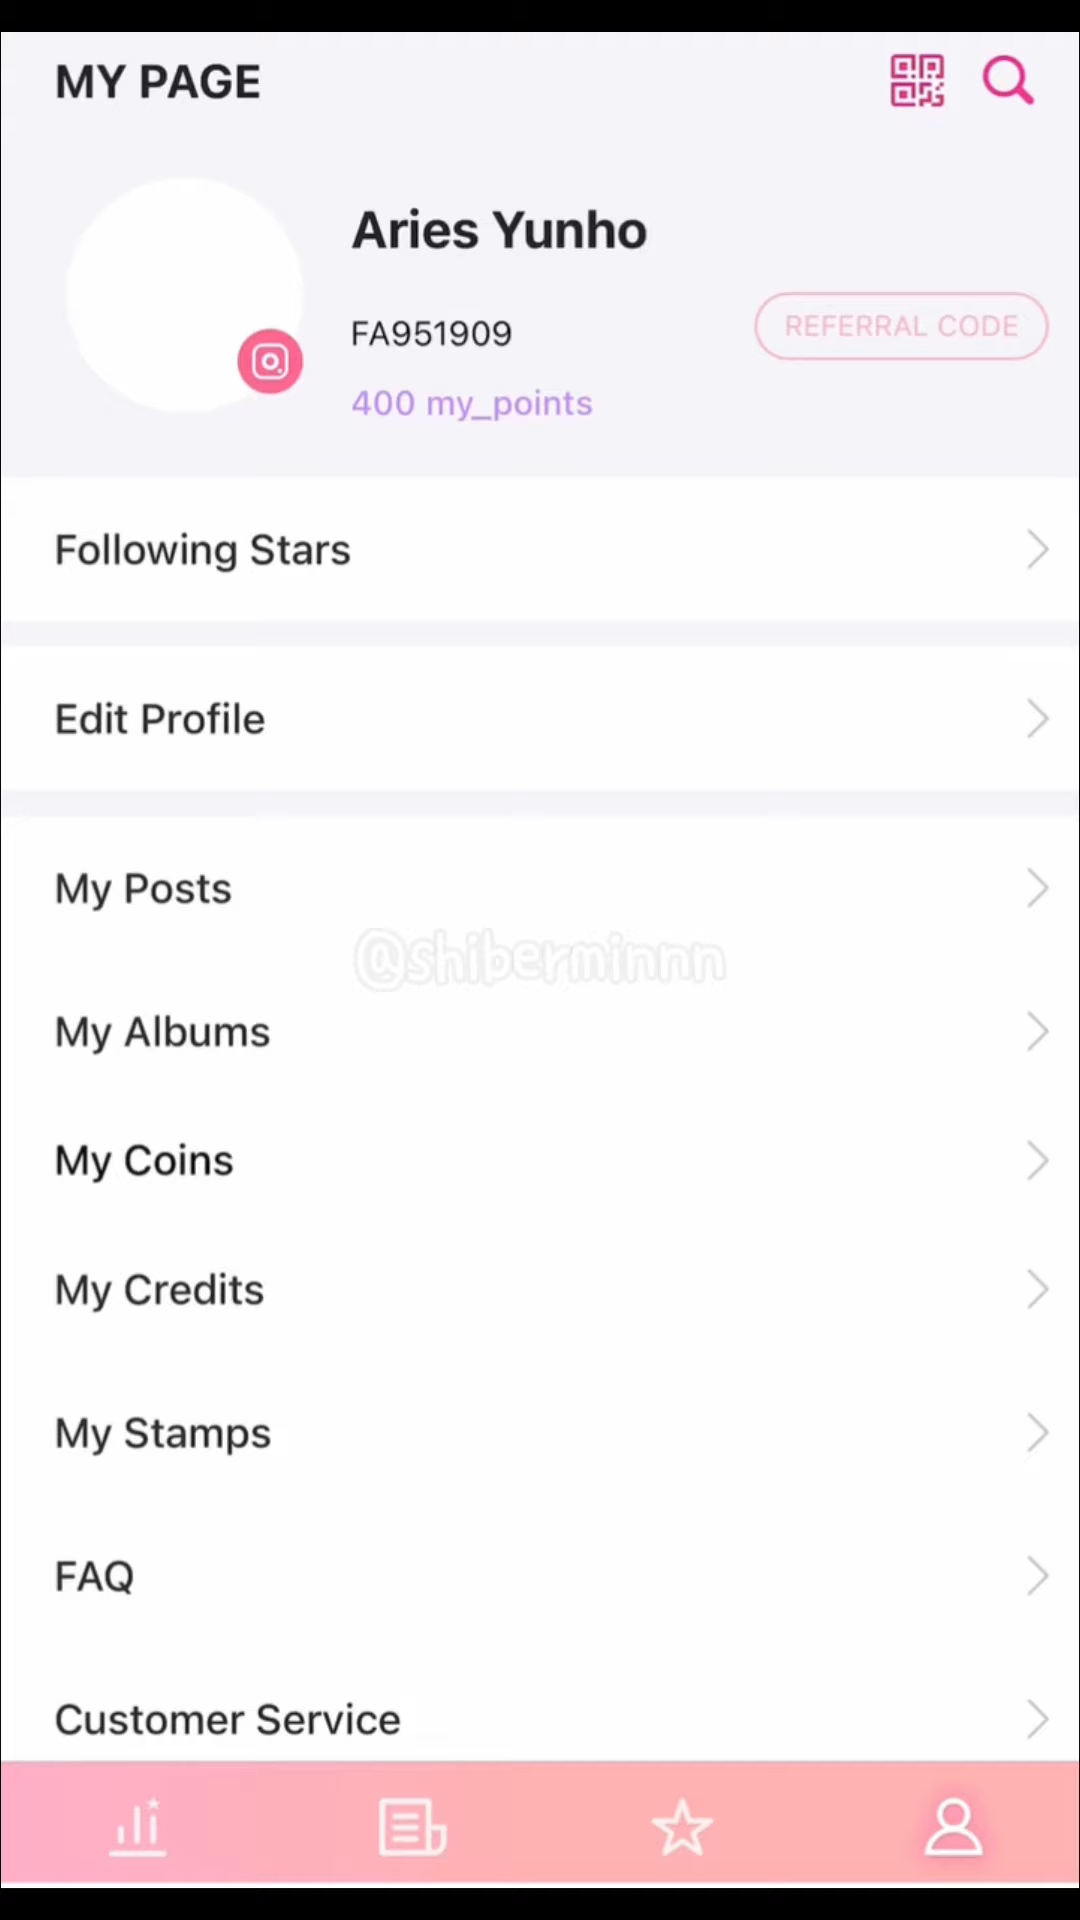 MY PAGE
Aries Yunho
FA951909
REFERRAL CODE
400 my_points
Following Stars
Edit Profile
My Posts
@shiberminnn
My Albums
My Coins
My Credits
My Stamps
FAQ
Customer Service